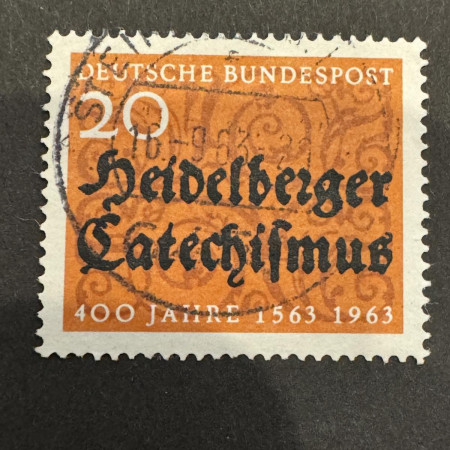 DEUTSCHE BUNDESPOST
20
Heidelberger
Catechiſmus
400 JAHRE 1563 1963